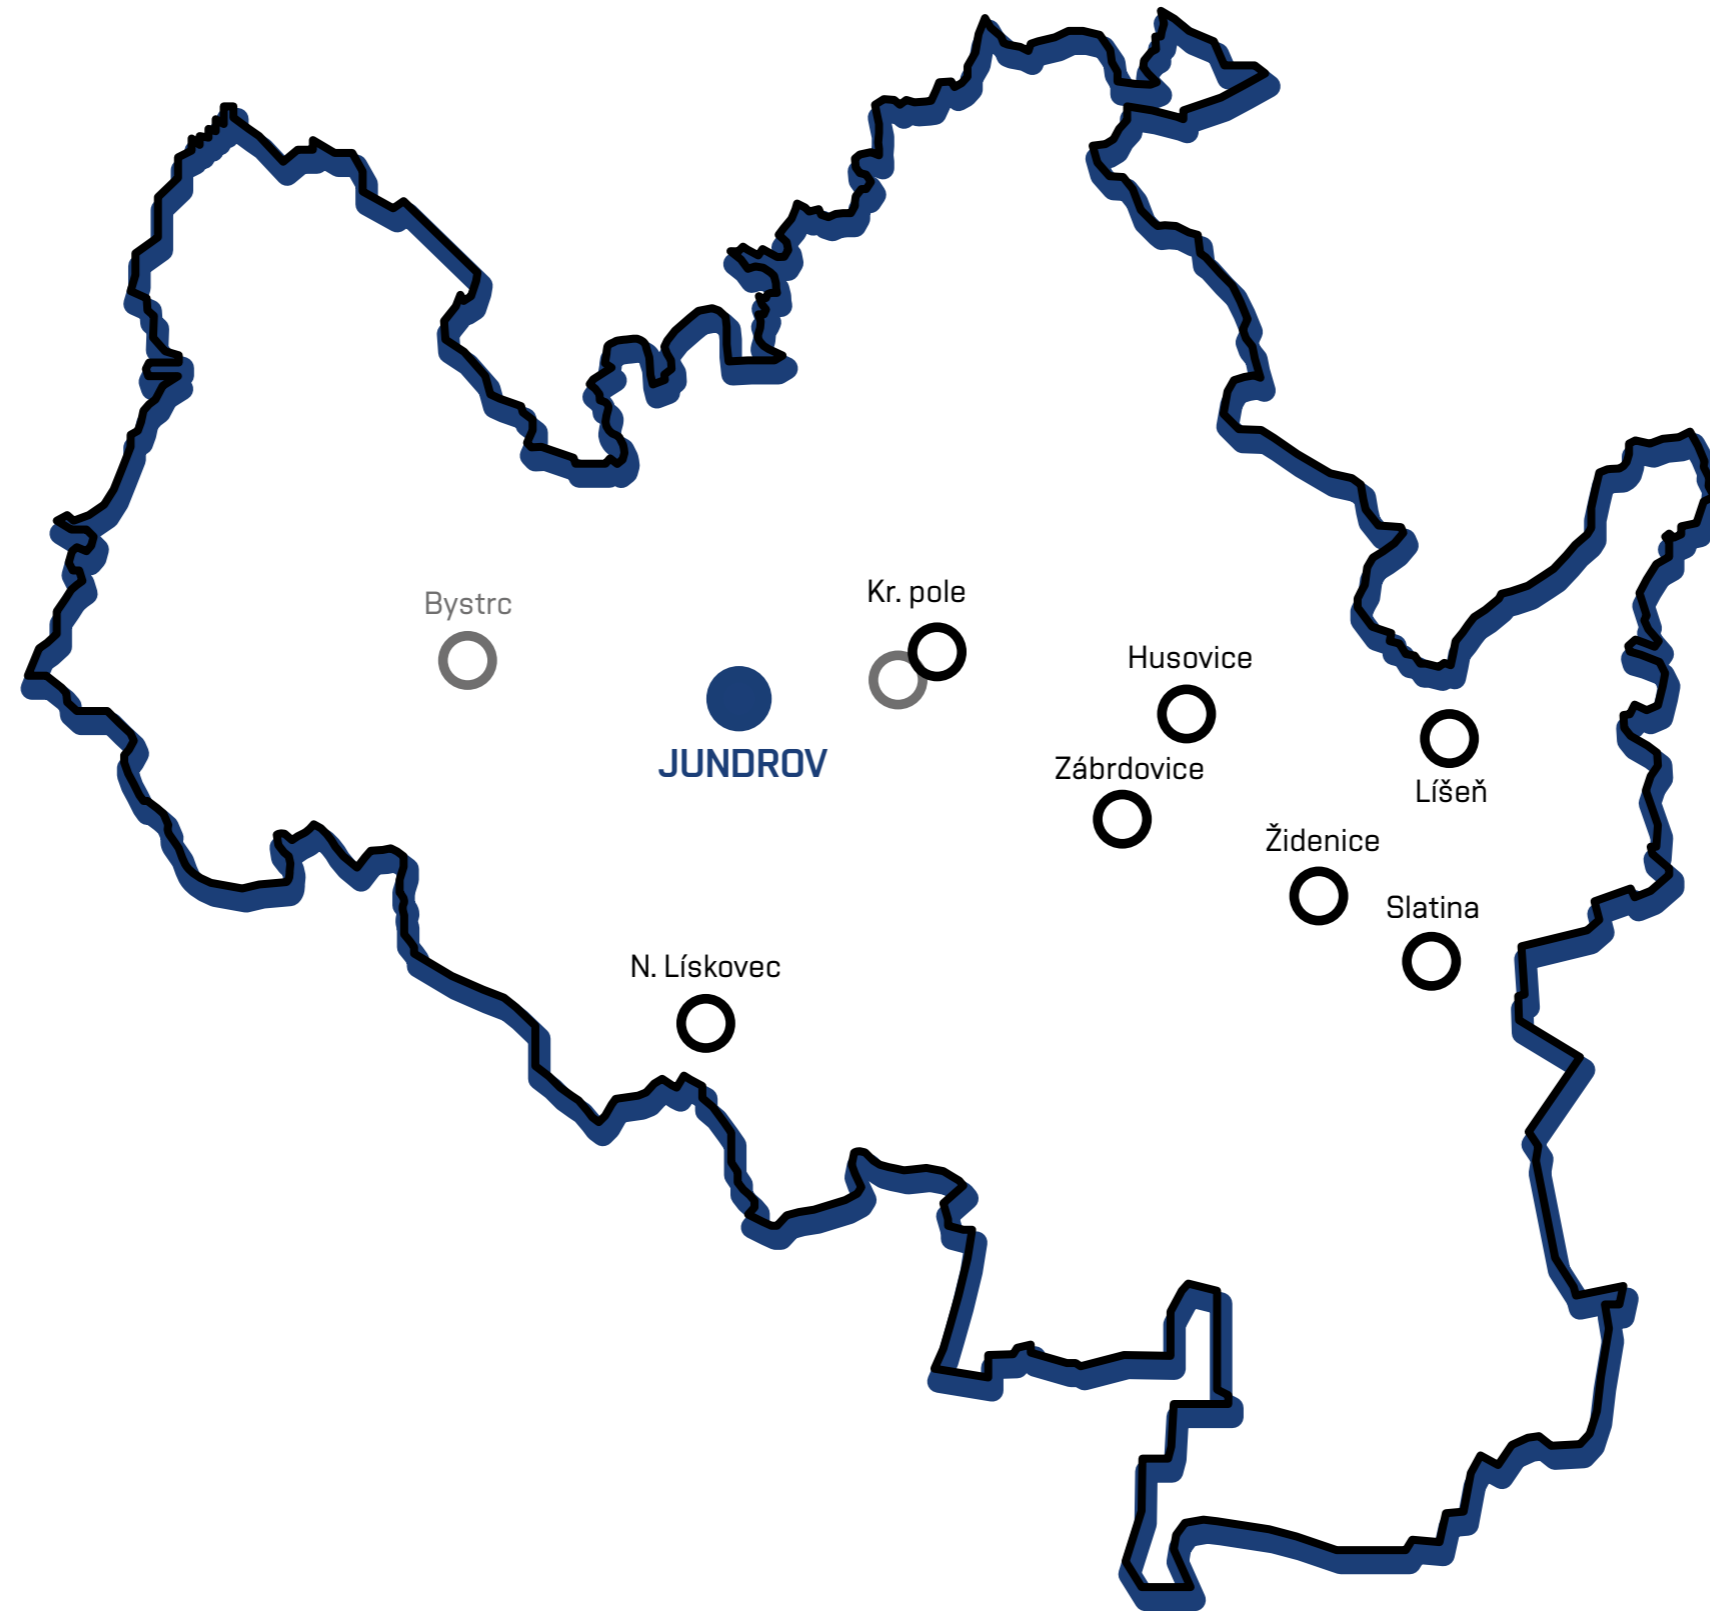 Kr. pole
Bystrc
Husovice
JUNDROV
Zábrdovice
Líšeň
Židenice
Slatina
N. Lískovec